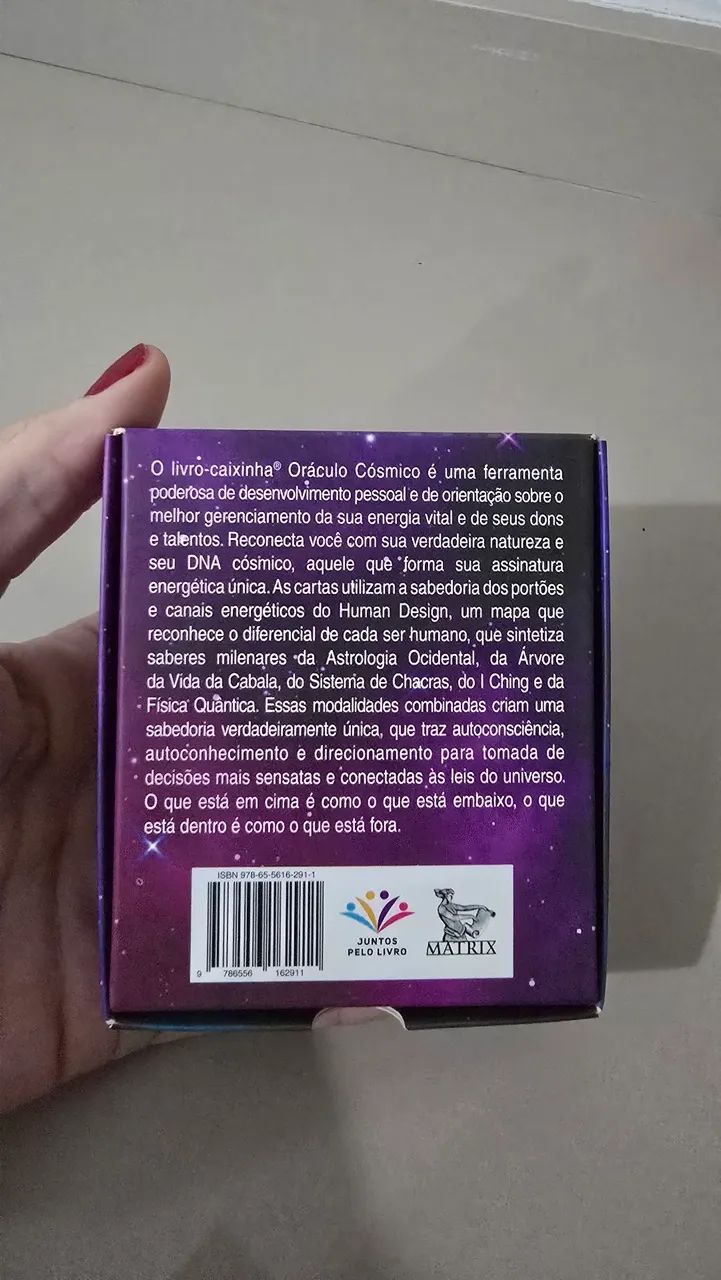 O livro-caixinha® Oráculo Cósmico é uma ferramenta
poderosa de desenvolvimento pessoal e de orientação sobre o
melhor gerenciamento da sua energia vital e de seus dons
e talentos. Reconecta você com sua verdadeira natureza e
seu DNA cósmico, aquele que forma sua assinatura
energética única. As cartas utilizam a sabedoria dos portões
e canais energéticos do Human Design, um mapa que
reconhece o diferencial de cada ser humano, que sintetiza
saberes milenares da Astrologia Ocidental, da Árvore
da Vida da Cabala, do Sistema de Chacras, do I Ching e da
Física Quântica. Essas modalidades combinadas criam uma
sabedoria verdadeiramente única, que traz autoconsciência,
autoconhecimento e direcionamento para tomada de
decisões mais sensatas e conectadas às leis do universo.
O que está em cima é como o que está embaixo, o que
está dentro é como o que está fora.
ISBN 978-65-5616-291-1
9 786556 162911
JUNTOS
PELO LIVRO
MATRIX